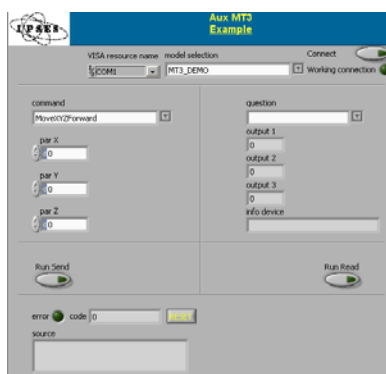 Aux MT3
Example
IPSES
VISA resource name model selection Connect
COM1 MT3_DEMO Working connection
command question
MoveXYZForward
output 1
par X 0
0 output 2
par Y 0
0 output 3
par Z 0
0 info device
Run Send Run Read
error code 0
source